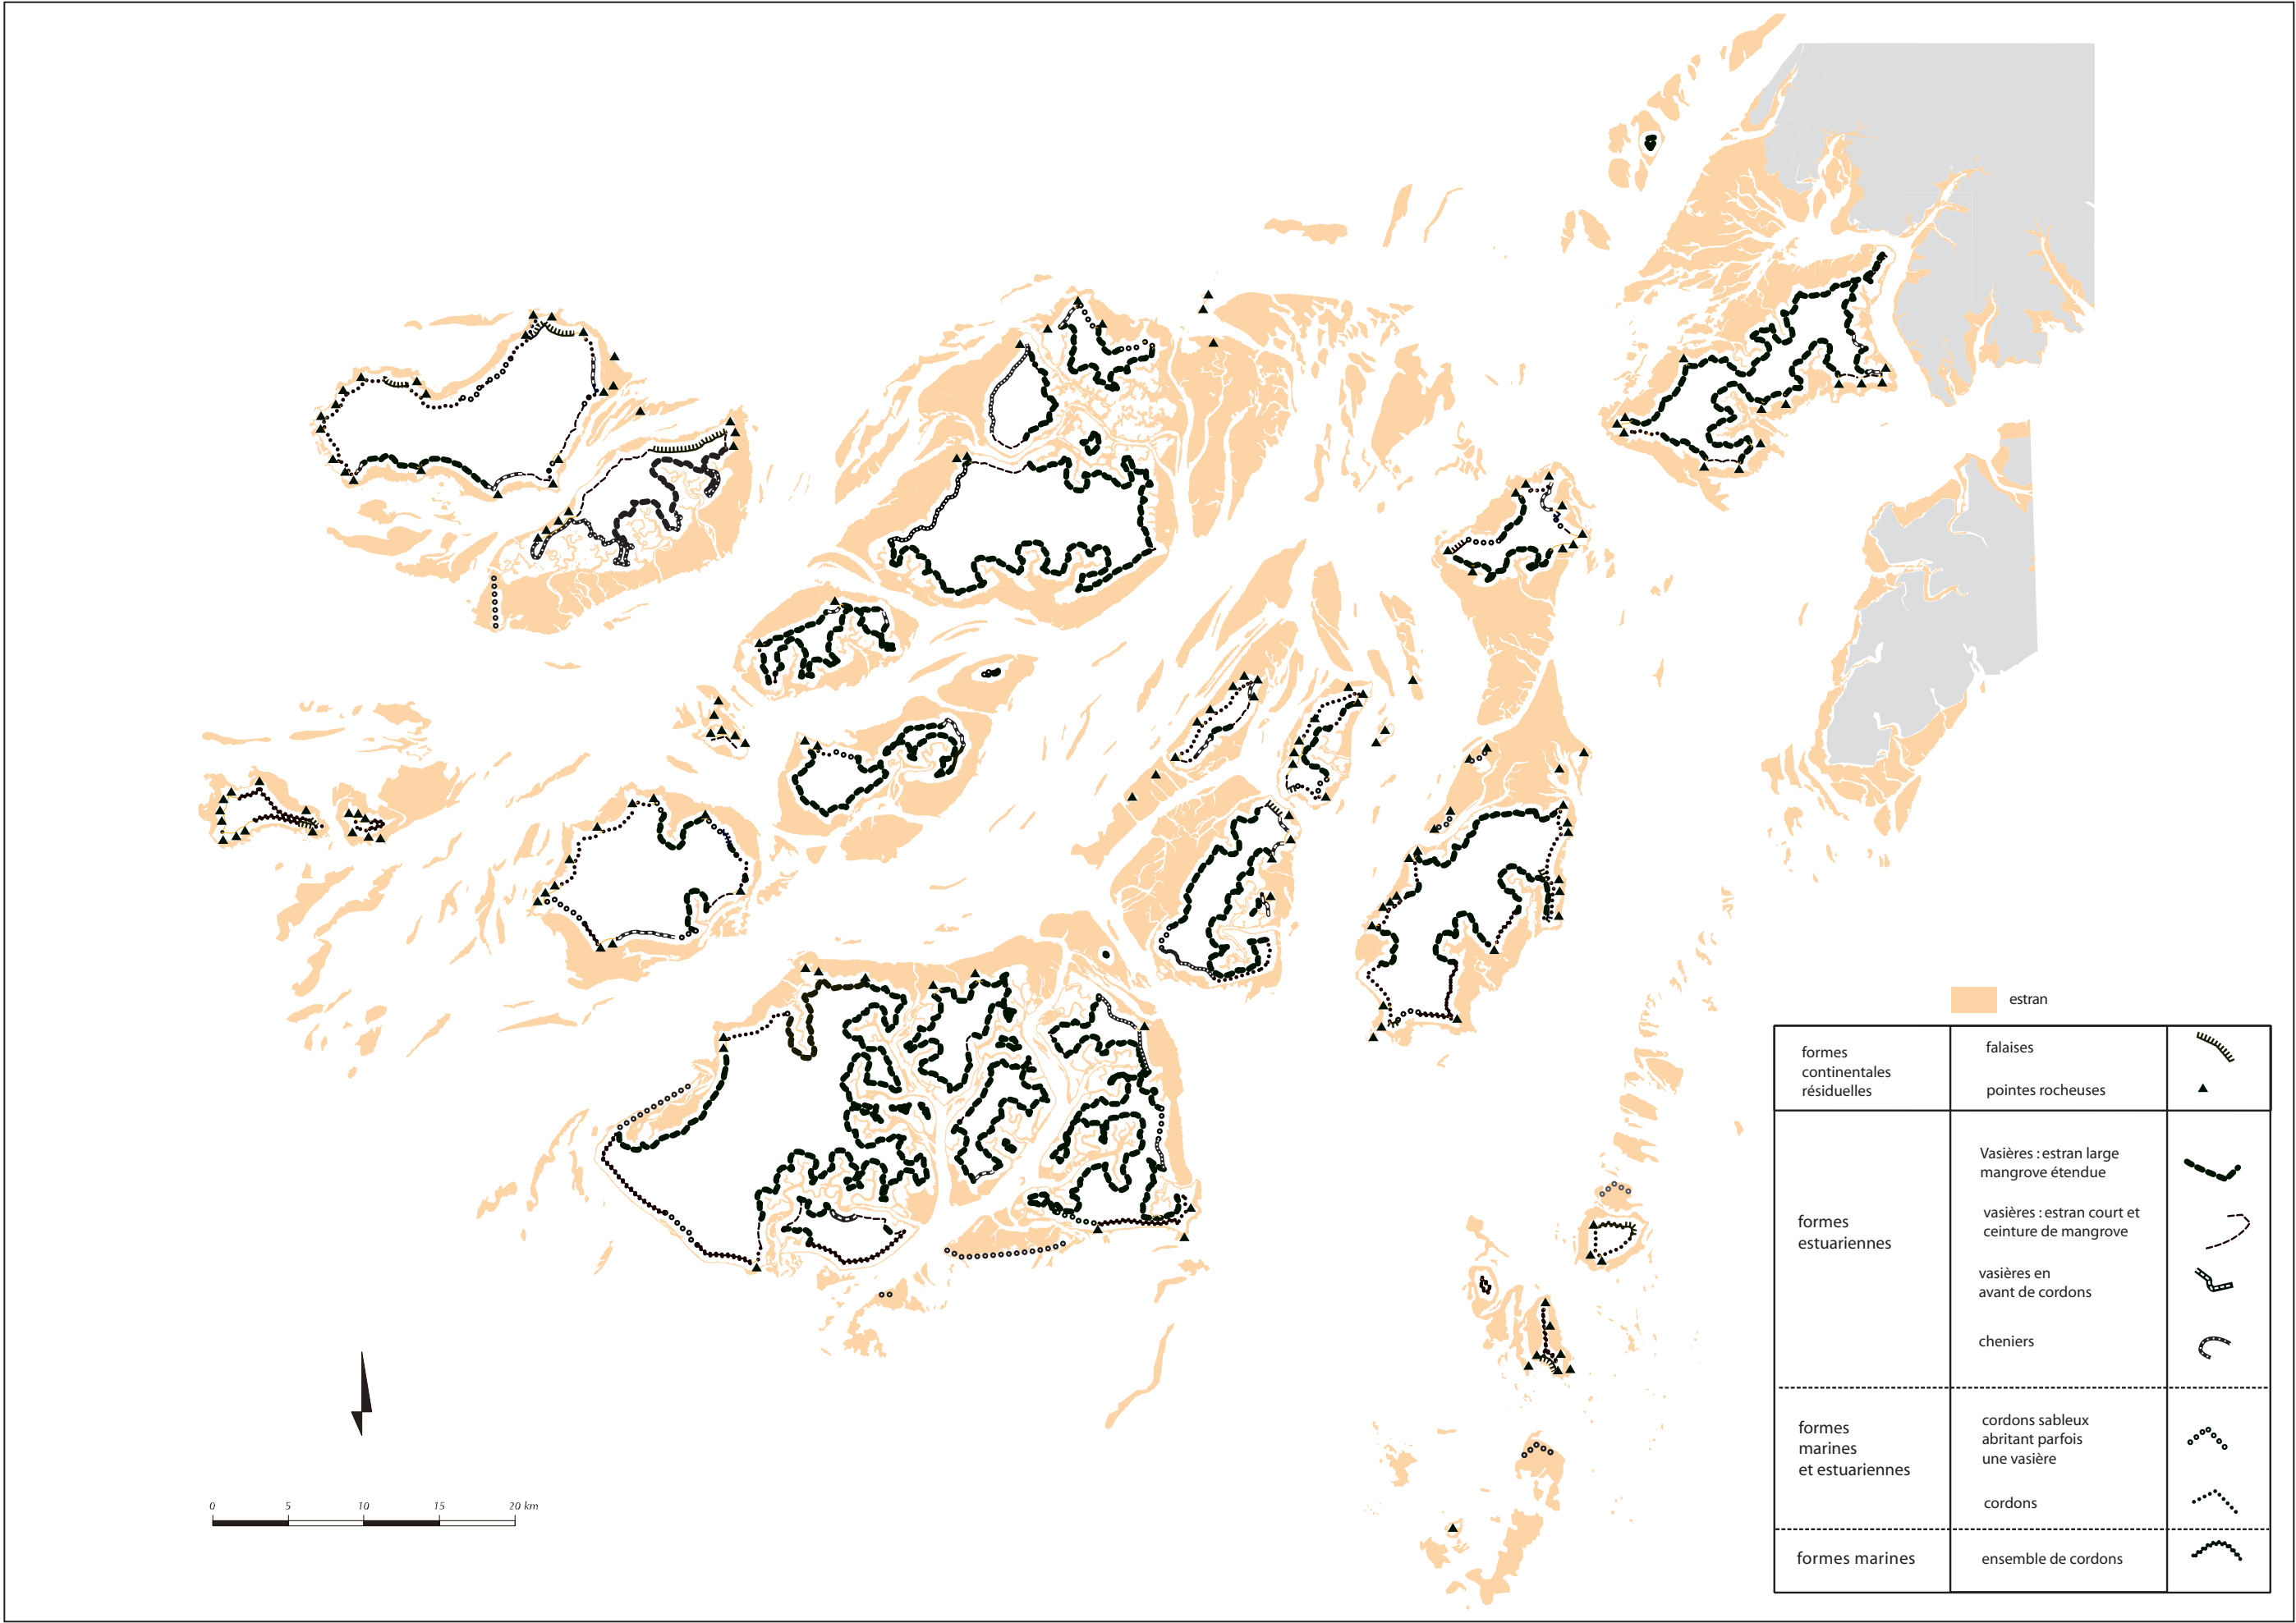 estran
formes
continentales
résiduelles
falaises
pointes rocheuses
formes
estuariennes
Vasières : estran large
mangrove étendue
vasières : estran court et
ceinture de mangrove
vasières en
avant de cordons
cheniers
formes
marines
et estuariennes
cordons sableux
abritant parfois
une vasière
cordons
formes marines
ensemble de cordons
0 5 10 15 20 km